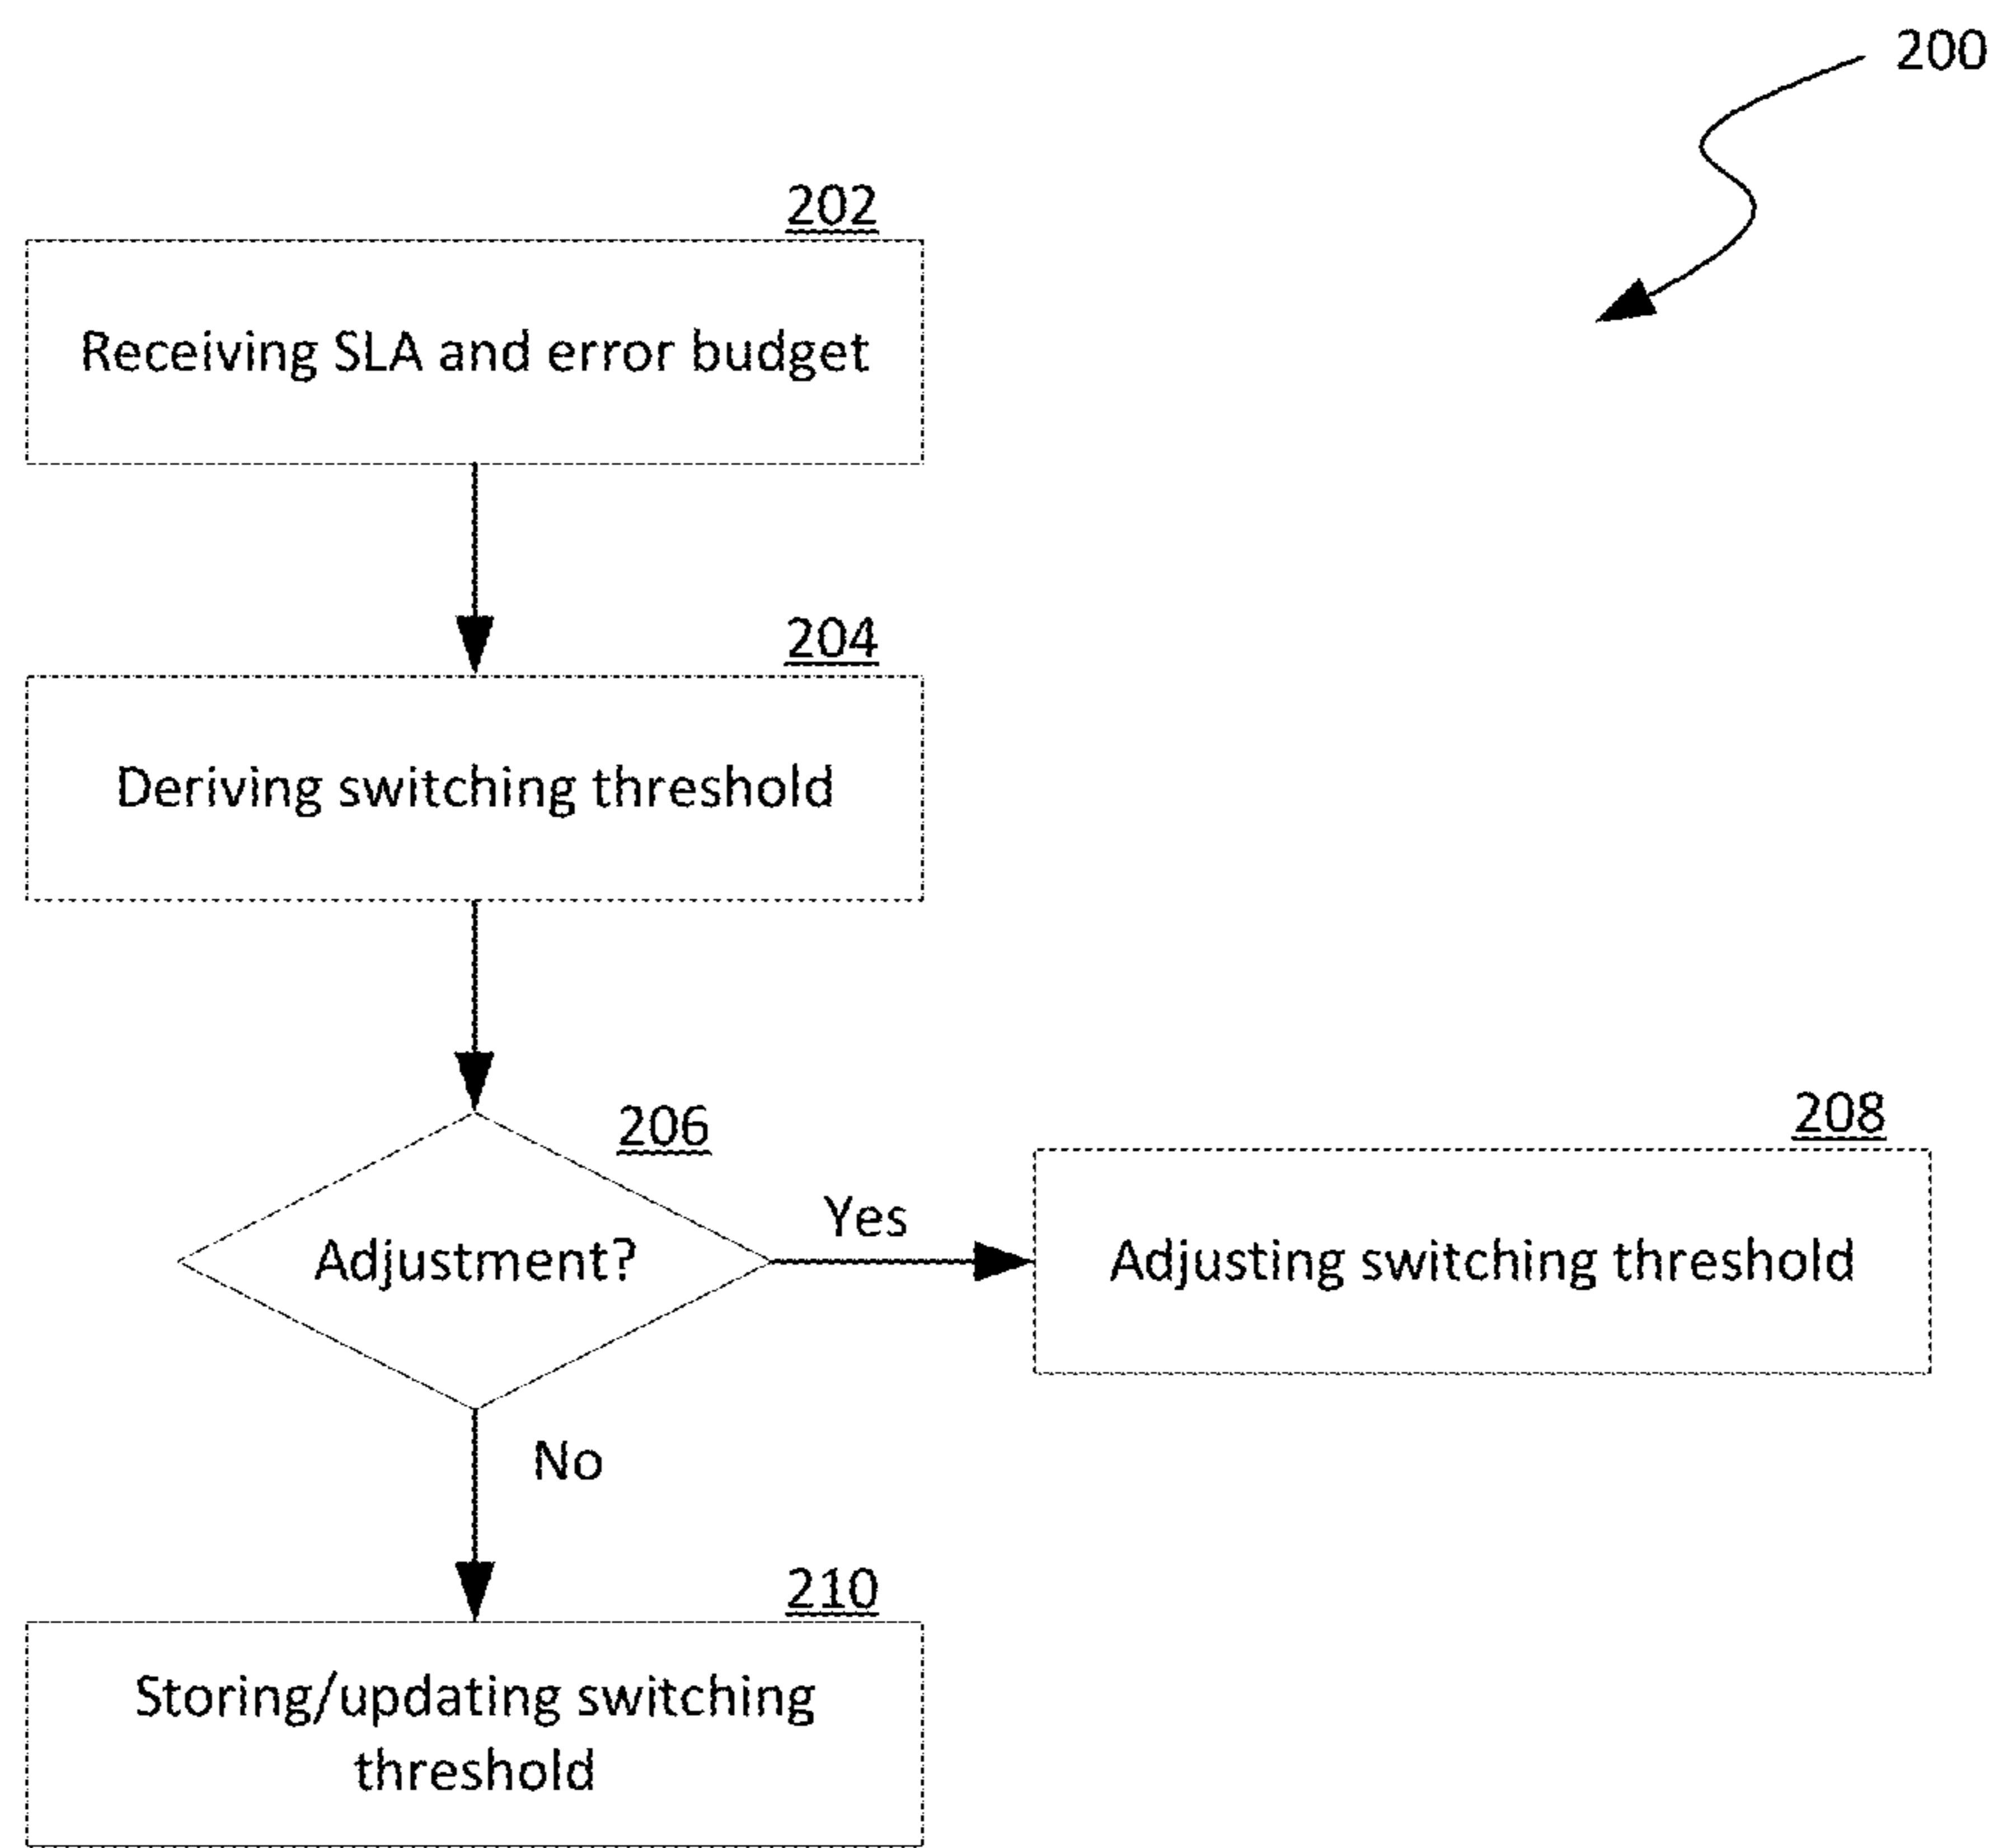 200
202
Receiving SLA and error budget
204
Deriving switching threshold
206
Adjustment?
Yes
208
Adjusting switching threshold
No
210
Storing/updating switching
threshold